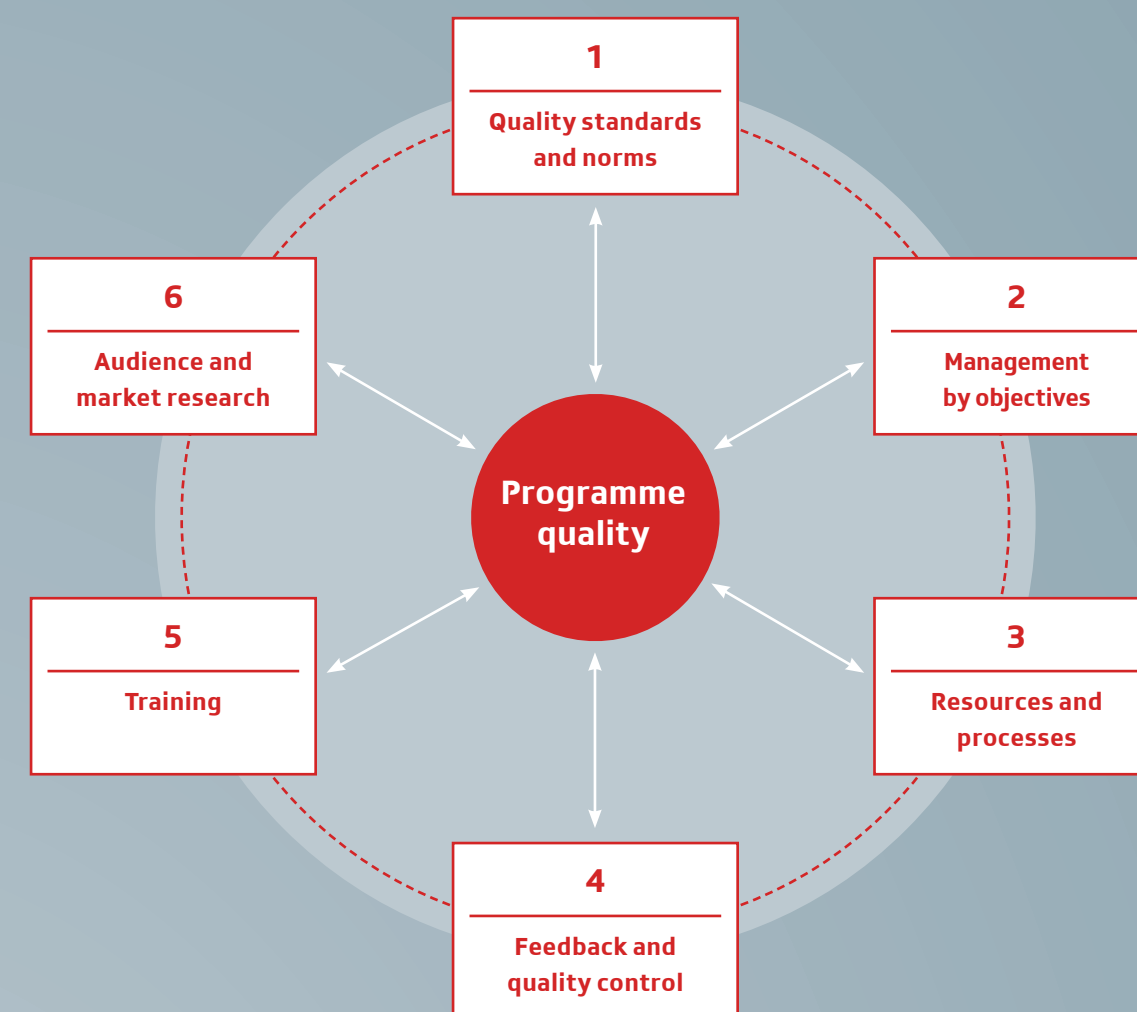 1
Quality standards
and norms
6
Audience and
market research
2
Management
by objectives
Programme
quality
5
Training
3
Resources and
processes
4
Feedback and
quality control